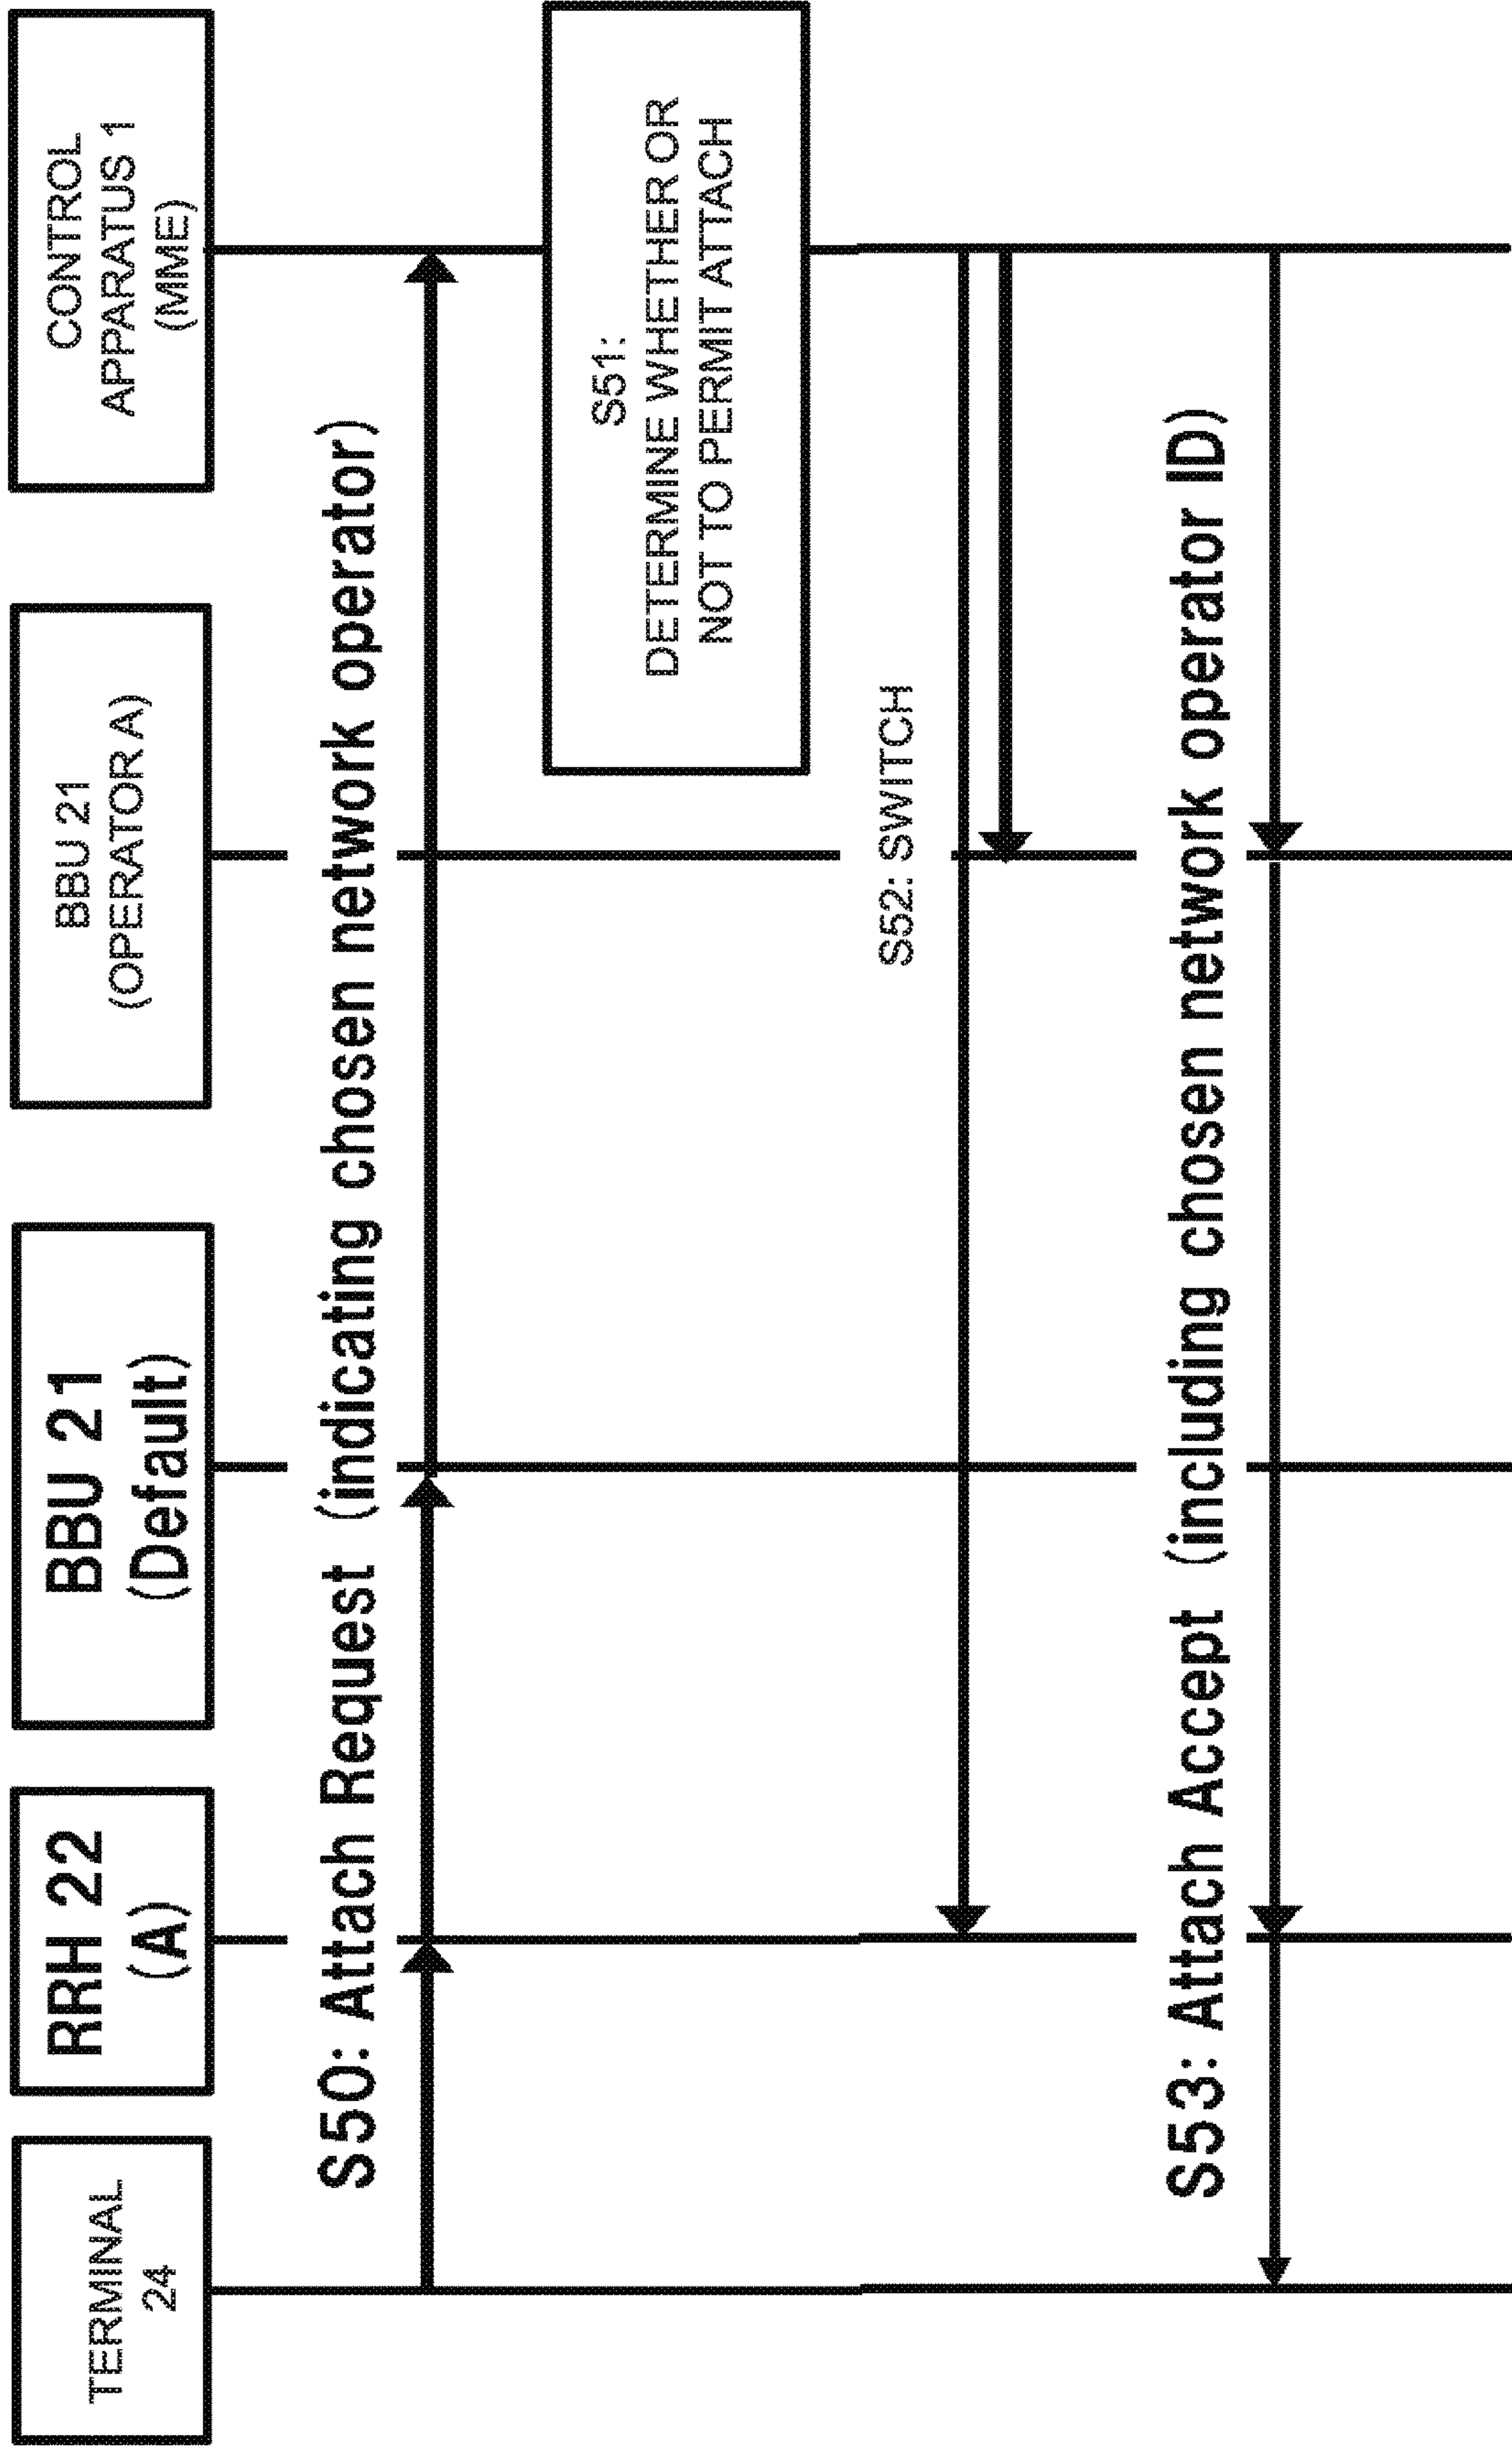 TERMINAL
24
RRH 22
(A)
BBU 21
(Default)
BBU 21
(OPERATOR A)
CONTROL
APPARATUS 1
(MME)
S50: Attach Request (indicating chosen network operator)
S51:
DETERMINE WHETHER OR
NOT TO PERMIT ATTACH
S52: SWITCH
S53: Attach Accept (including chosen network operator ID)